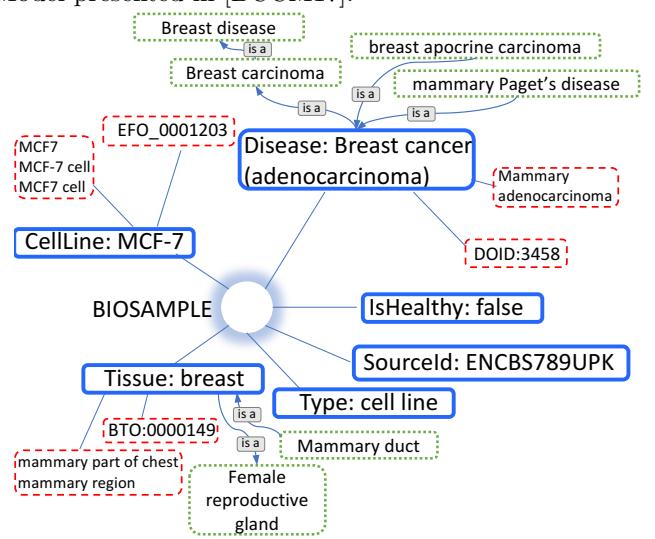 Breast disease
is a
Breast carcinoma
breast apocrine carcinoma
is a
mammary Paget's disease
is a
is a
MCF7
MCF-7 cell
MCF7 cell
EFO_0001203
Disease: Breast cancer
(adenocarcinoma)
Mammary
adenocarcinoma
CellLine: MCF-7
DOID:3458
BIOSAMPLE
IsHealthy: false
SourceId: ENCBS789UPK
Tissue: breast
Type: cell line
is a
BTO:0000149
is a
Mammary duct
mammary part of chest
mammary region
Female
reproductive
gland